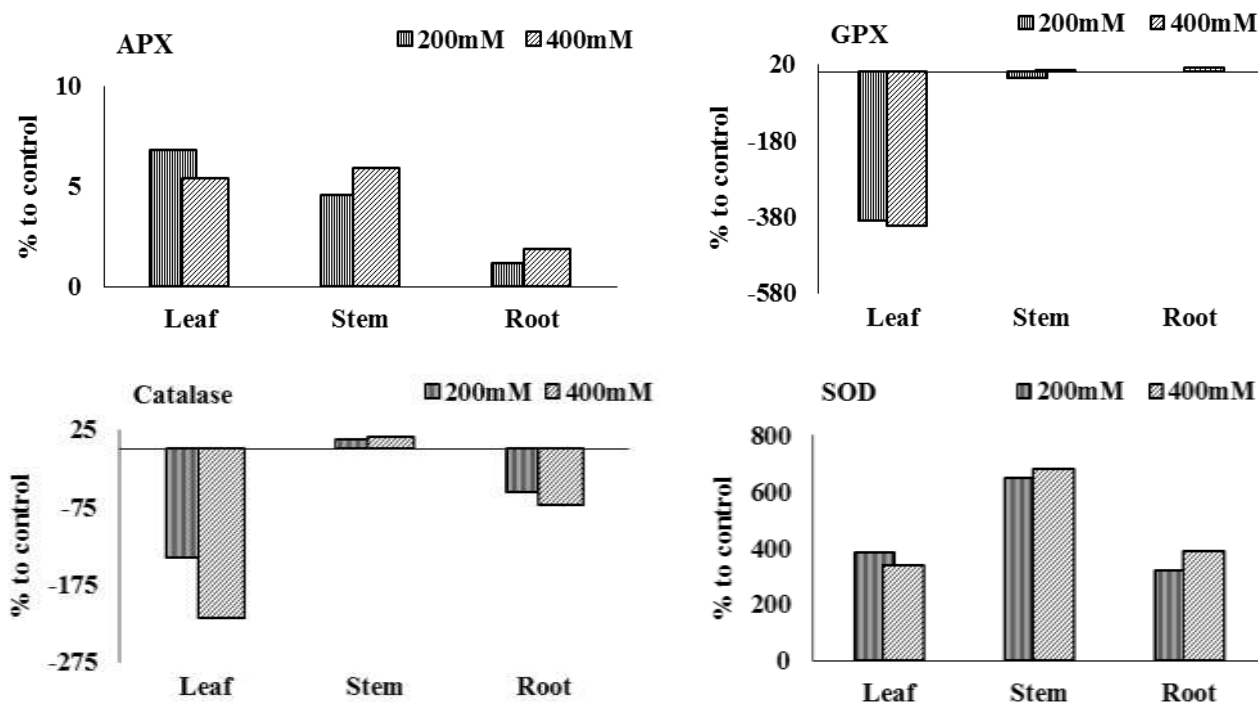 APX
200mM 400mM
% to control
10
5
0
Leaf Stem Root
GPX
200mM 400mM
% to control
20
-180
-380
-580
Leaf Stem Root
Catalase
200mM 400mM
% to control
25
-75
-175
-275
Leaf Stem Root
SOD
200mM 400mM
% to control
800
600
400
200
0
Leaf Stem Root